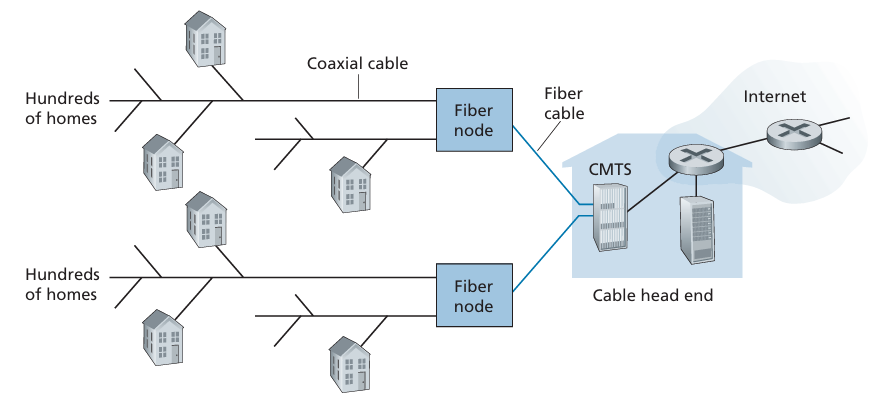 Coaxial cable
Hundreds
of homes
Fiber
node
Fiber
cable
Internet
CMTS
Hundreds
of homes
Fiber
node
Cable head end